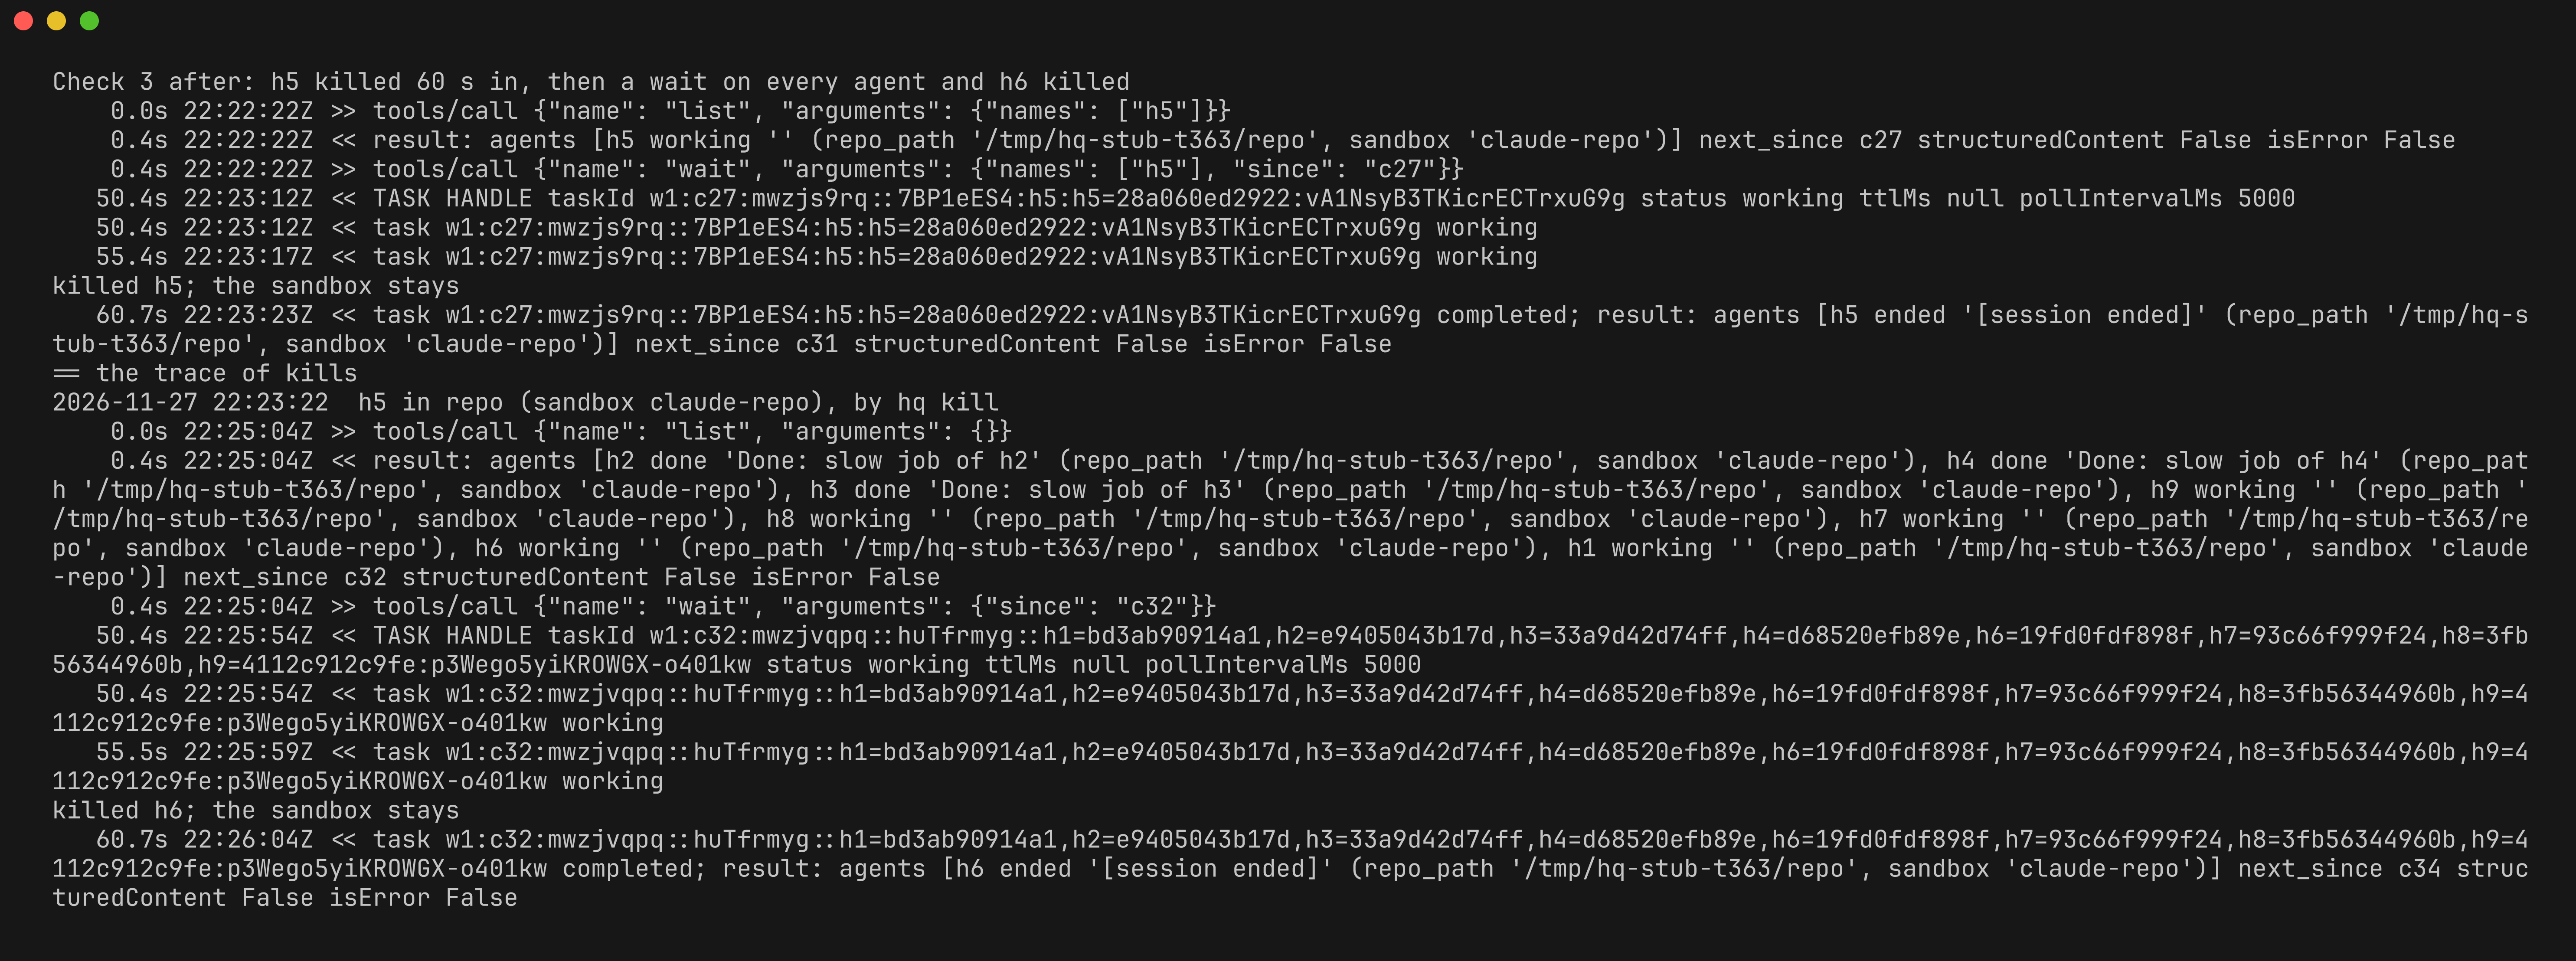 Check 3 after: h5 killed 60 s in, then a wait on every agent and h6 killed
    0.0s 22:22:22Z >> tools/call {"name": "list", "arguments": {"names": ["h5"]}}
    0.4s 22:22:22Z << result: agents [h5 working '' (repo_path '/tmp/hq-stub-t363/repo', sandbox 'claude-repo')] next_since c27 structuredContent False isError False
    0.4s 22:22:22Z >> tools/call {"name": "wait", "arguments": {"names": ["h5"], "since": "c27"}}
   50.4s 22:23:12Z << TASK HANDLE taskId w1:c27:mwzjs9rq::7BP1eES4:h5:h5=28a060ed2922:vA1NsyB3TKicrECTrxuG9g status working ttlMs null pollIntervalMs 5000
   50.4s 22:23:12Z << task w1:c27:mwzjs9rq::7BP1eES4:h5:h5=28a060ed2922:vA1NsyB3TKicrECTrxuG9g working
   55.4s 22:23:17Z << task w1:c27:mwzjs9rq::7BP1eES4:h5:h5=28a060ed2922:vA1NsyB3TKicrECTrxuG9g working
killed h5; the sandbox stays
   60.7s 22:23:23Z << task w1:c27:mwzjs9rq::7BP1eES4:h5:h5=28a060ed2922:vA1NsyB3TKicrECTrxuG9g completed; result: agents [h5 ended '[session ended]' (repo_path '/tmp/hq-s
tub-t363/repo', sandbox 'claude-repo')] next_since c31 structuredContent False isError False
== the trace of kills
2026-11-27 22:23:22  h5 in repo (sandbox claude-repo), by hq kill
    0.0s 22:25:04Z >> tools/call {"name": "list", "arguments": {}}
    0.4s 22:25:04Z << result: agents [h2 done 'Done: slow job of h2' (repo_path '/tmp/hq-stub-t363/repo', sandbox 'claude-repo'), h4 done 'Done: slow job of h4' (repo_pat
h '/tmp/hq-stub-t363/repo', sandbox 'claude-repo'), h3 done 'Done: slow job of h3' (repo_path '/tmp/hq-stub-t363/repo', sandbox 'claude-repo'), h9 working '' (repo_path '
/tmp/hq-stub-t363/repo', sandbox 'claude-repo'), h8 working '' (repo_path '/tmp/hq-stub-t363/repo', sandbox 'claude-repo'), h7 working '' (repo_path '/tmp/hq-stub-t363/re
po', sandbox 'claude-repo'), h6 working '' (repo_path '/tmp/hq-stub-t363/repo', sandbox 'claude-repo'), h1 working '' (repo_path '/tmp/hq-stub-t363/repo', sandbox 'claude
-repo')] next_since c32 structuredContent False isError False
    0.4s 22:25:04Z >> tools/call {"name": "wait", "arguments": {"since": "c32"}}
   50.4s 22:25:54Z << TASK HANDLE taskId w1:c32:mwzjvqpq::huTfrmyg::h1=bd3ab90914a1,h2=e9405043b17d,h3=33a9d42d74ff,h4=d68520efb89e,h6=19fd0fdf898f,h7=93c66f999f24,h8=3fb
56344960b,h9=4112c912c9fe:p3Wego5yiKROWGX-o401kw status working ttlMs null pollIntervalMs 5000
   50.4s 22:25:54Z << task w1:c32:mwzjvqpq::huTfrmyg::h1=bd3ab90914a1,h2=e9405043b17d,h3=33a9d42d74ff,h4=d68520efb89e,h6=19fd0fdf898f,h7=93c66f999f24,h8=3fb56344960b,h9=4
112c912c9fe:p3Wego5yiKROWGX-o401kw working
   55.5s 22:25:59Z << task w1:c32:mwzjvqpq::huTfrmyg::h1=bd3ab90914a1,h2=e9405043b17d,h3=33a9d42d74ff,h4=d68520efb89e,h6=19fd0fdf898f,h7=93c66f999f24,h8=3fb56344960b,h9=4
112c912c9fe:p3Wego5yiKROWGX-o401kw working
killed h6; the sandbox stays
   60.7s 22:26:04Z << task w1:c32:mwzjvqpq::huTfrmyg::h1=bd3ab90914a1,h2=e9405043b17d,h3=33a9d42d74ff,h4=d68520efb89e,h6=19fd0fdf898f,h7=93c66f999f24,h8=3fb56344960b,h9=4
112c912c9fe:p3Wego5yiKROWGX-o401kw completed; result: agents [h6 ended '[session ended]' (repo_path '/tmp/hq-stub-t363/repo', sandbox 'claude-repo')] next_since c34 struc
turedContent False isError False